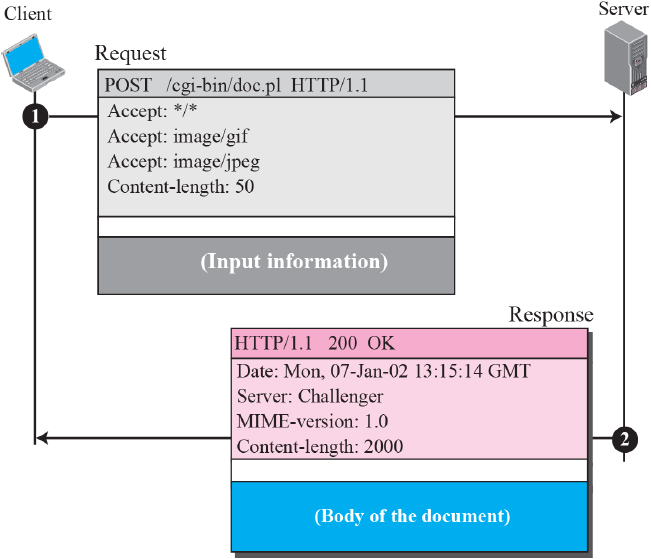 Client
Server
Request
POST /cgi-bin/doc.pl HTTP/1.1
1
Accept: */*
Accept: image/gif
Accept: image/jpeg
Content-length: 50
(Input information)
Response
HTTP/1.1 200 OK
Date: Mon, 07-Jan-02 13:15:14 GMT
Server: Challenger
MIME-version: 1.0
2
Content-length: 2000
(Body of the document)